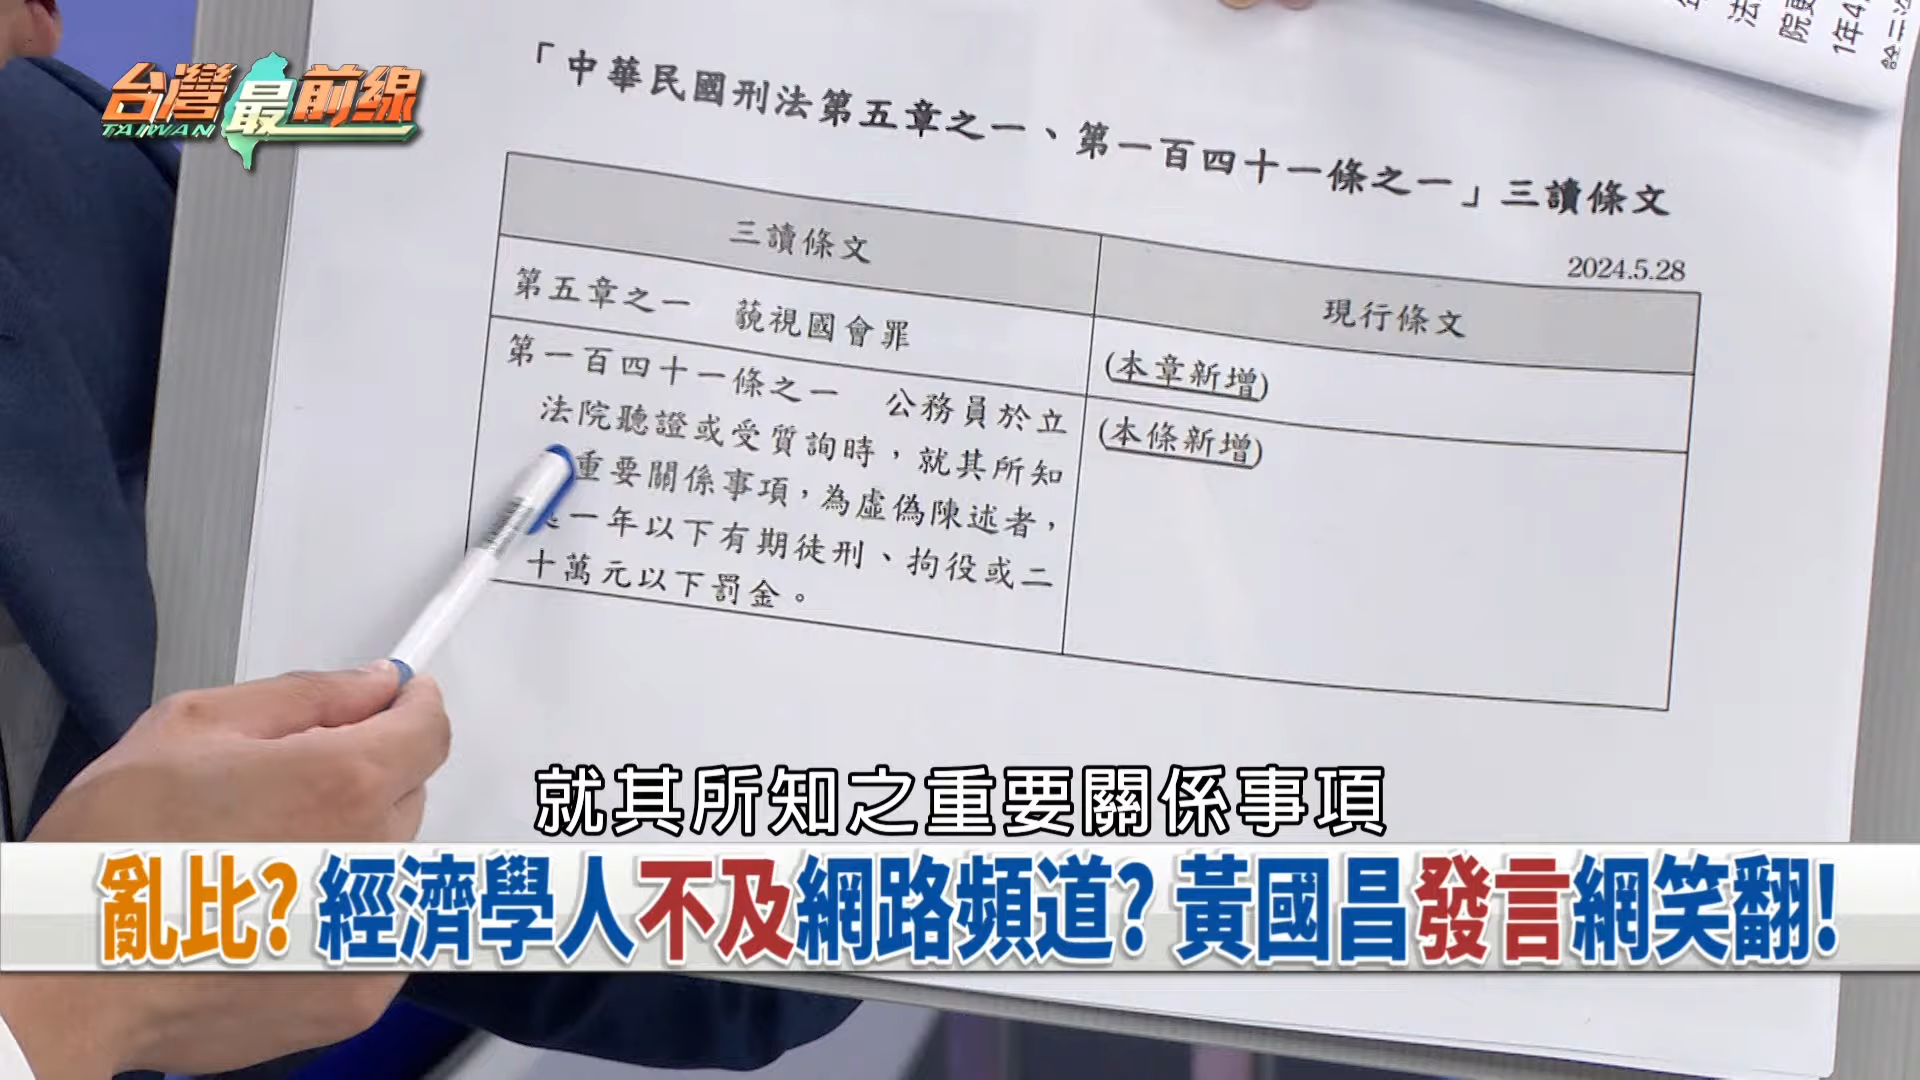 台灣最前線
TAIWAN
「中華民國刑法第五章之一、第一百四十一條之一」三讀條文
2024.5.28
三讀條文
現行條文
第五章之一 藐視國會罪
(本章新增)
第一百四十一條之一 公務員於立
法院聽證或受質詢時，就其所知
重要關係事項，為虛偽陳述者，
一年以下有期徒刑、拘役或二
十萬元以下罰金。
(本條新增)
就其所知之重要關係事項
亂比?經濟學人不及網路頻道?黃國昌發言網笑翻!